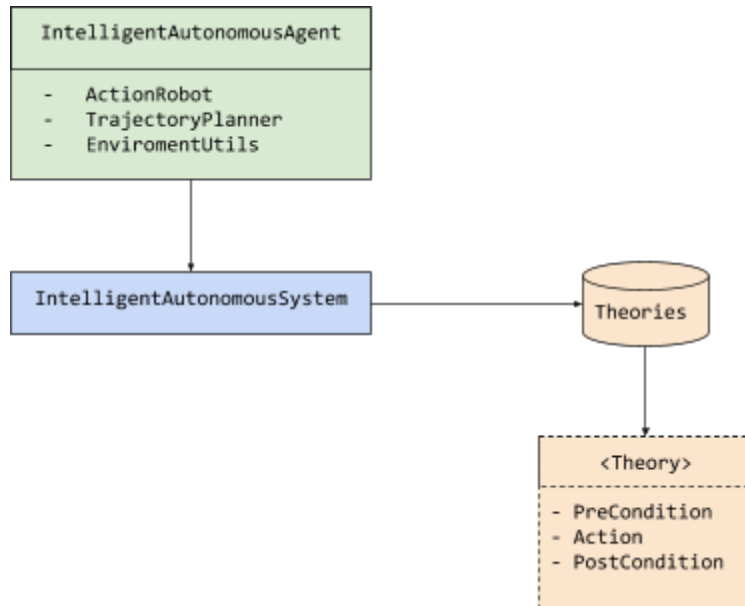 IntelligentAutonomousAgent
- ActionRobot
- TrajectoryPlanner
- EnviromentUtils
IntelligentAutonomousSystem
Theories
<Theory>
- PreCondition
- Action
- PostCondition